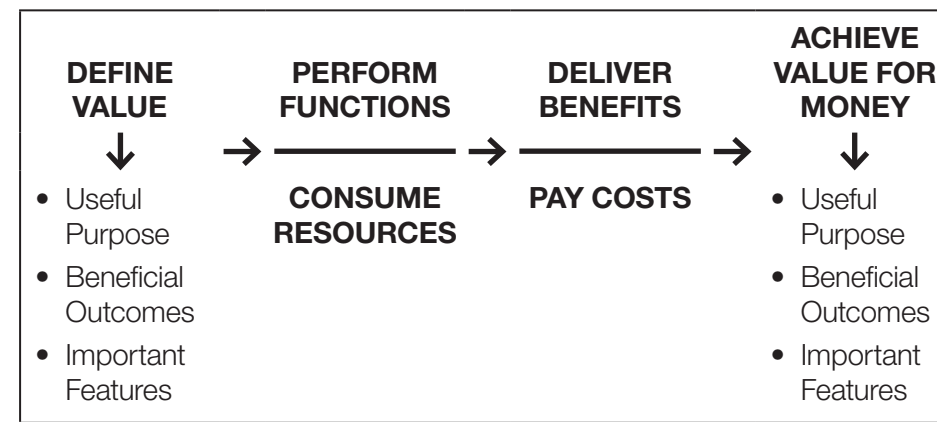 DEFINE
VALUE
• Useful
Purpose
• Beneficial
Outcomes
• Important
Features
PERFORM
FUNCTIONS
CONSUME
RESOURCES
DELIVER
BENEFITS
PAY COSTS
ACHIEVE
VALUE FOR
MONEY
• Useful
Purpose
• Beneficial
Outcomes
• Important
Features